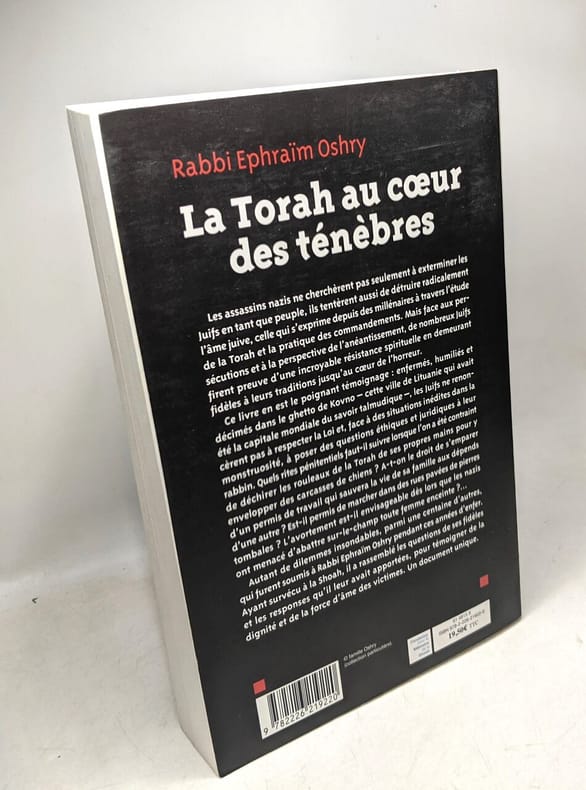 Rabbi Ephraïm Oshry
La Torah au cœur
des ténèbres
Les assassins nazis ne cherchèrent pas seulement à exterminer les
Juifs en tant que peuple, ils tentèrent aussi de détruire radicalement
l'âme juive, celle qui s'exprime depuis des millénaires à travers l'étude
de la Torah et la pratique des commandements. Mais face aux per-
sécutions et à la perspective de l'anéantissement, de nombreux Juifs
firent preuve d'une incroyable résistance spirituelle en demeurant
fidèles à leurs traditions jusqu'au cœur de l'horreur.
Ce livre en est le poignant témoignage : enfermés, humiliés et
décimés dans le ghetto de Kovno – cette ville de Lituanie qui avait
été la capitale mondiale du savoir talmudique –, les Juifs ne renon-
cèrent pas à respecter la Loi et, face à des situations inédites dans la
monstruosité, à poser des questions éthiques et juridiques à leur
rabbin. Quels rites pénitentiels faut-il suivre lorsque l'on a été contraint
de déchirer les rouleaux de la Torah de ses propres mains pour y
envelopper des carcasses de chiens ? A-t-on le droit de s'emparer
d'un permis de travail qui sauvera la vie de sa famille aux dépends
d'une autre ? Est-il permis de marcher dans des rues pavées de pierres
tombales ? L'avortement est-il envisageable dès lors que les nazis
ont menacé d'abattre sur-le-champ toute femme enceinte ?...
Autant de dilemmes insondables, parmi une centaine d'autres,
qui furent soumis à Rabbi Ephraïm Oshry pendant ces années d'enfer.
Ayant survécu à la Shoah, il a rassemblé les questions de ses fidèles,
et les réponses qu'il leur avait apportées, pour témoigner de la
dignité et de la force d'âme des victimes. Un document unique.
© famille Oshry
(collection particulière).
19,50€ TTC
9 782226 219220